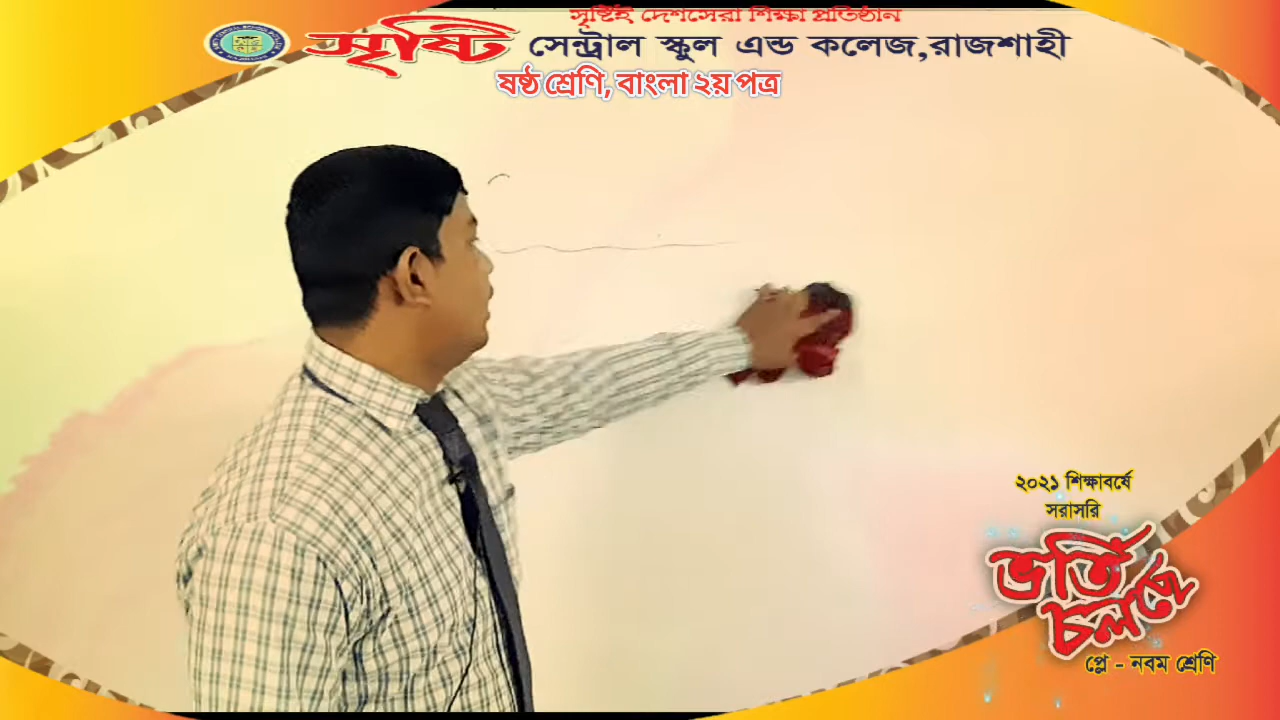 সৃষ্টিই দেশসেরা শিক্ষা প্রতিষ্ঠান
সৃষ্টি সেন্ট্রাল স্কুল এন্ড কলেজ,রাজশাহী
ষষ্ঠ শ্রেণি, বাংলা ২য় পত্র
২০২১ শিক্ষাবর্ষে
সরাসরি
ভর্তি
চলছে
প্লে - নবম শ্রেণি